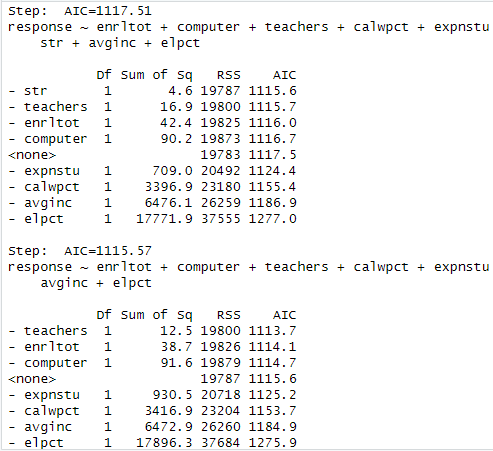 Step:  AIC=1117.51
response ~ enrltot + computer + teachers + calwpct + expnstu
    str + avginc + elpct
           Df Sum of Sq   RSS    AIC
- str       1       4.6 19787 1115.6
- teachers  1      16.9 19800 1115.7
- enrltot   1      42.4 19825 1116.0
- computer  1      90.2 19873 1116.7
<none>                  19783 1117.5
- expnstu   1     709.0 20492 1124.4
- calwpct   1    3396.9 23180 1155.4
- avginc    1    6476.1 26259 1186.9
- elpct     1   17771.9 37555 1277.0
Step:  AIC=1115.57
response ~ enrltot + computer + teachers + calwpct + expnstu
    avginc + elpct
           Df Sum of Sq   RSS    AIC
- teachers  1      12.5 19800 1113.7
- enrltot   1      38.7 19826 1114.1
- computer  1      91.6 19879 1114.7
<none>                  19787 1115.6
- expnstu   1     930.5 20718 1125.2
- calwpct   1    3416.9 23204 1153.7
- avginc    1    6472.9 26260 1184.9
- elpct     1   17896.3 37684 1275.9